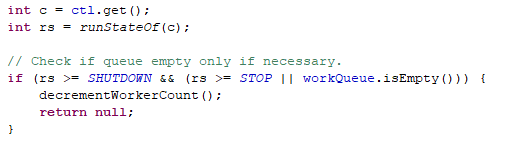 int c = ctl.get();
int rs = runStateOf(c);
// Check if queue empty only if necessary.
if (rs >= SHUTDOWN && (rs >= STOP || workQueue.isEmpty())) {
    decrementWorkerCount();
    return null;
}